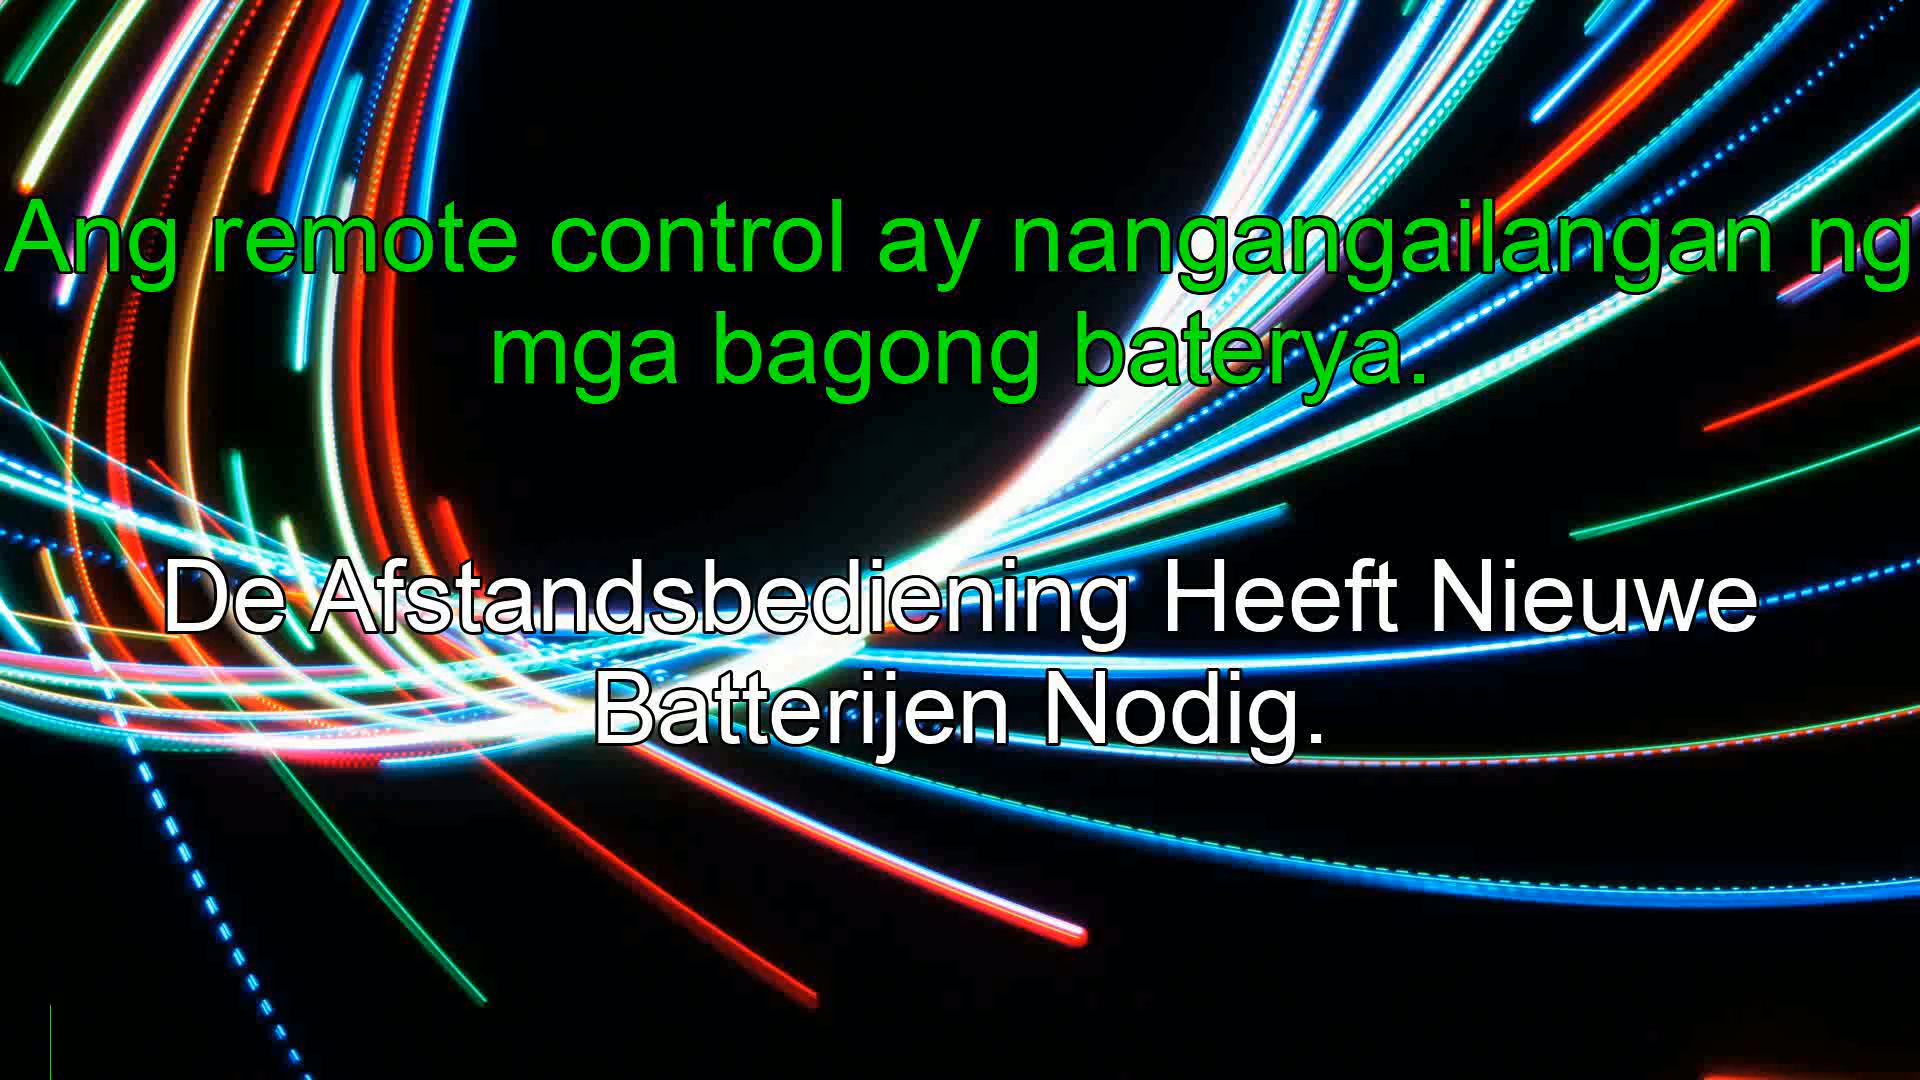 Ang remote control ay nangangailangan ng
mga bagong baterya.
De Afstandsbediening Heeft Nieuwe
Batterijen Nodig.